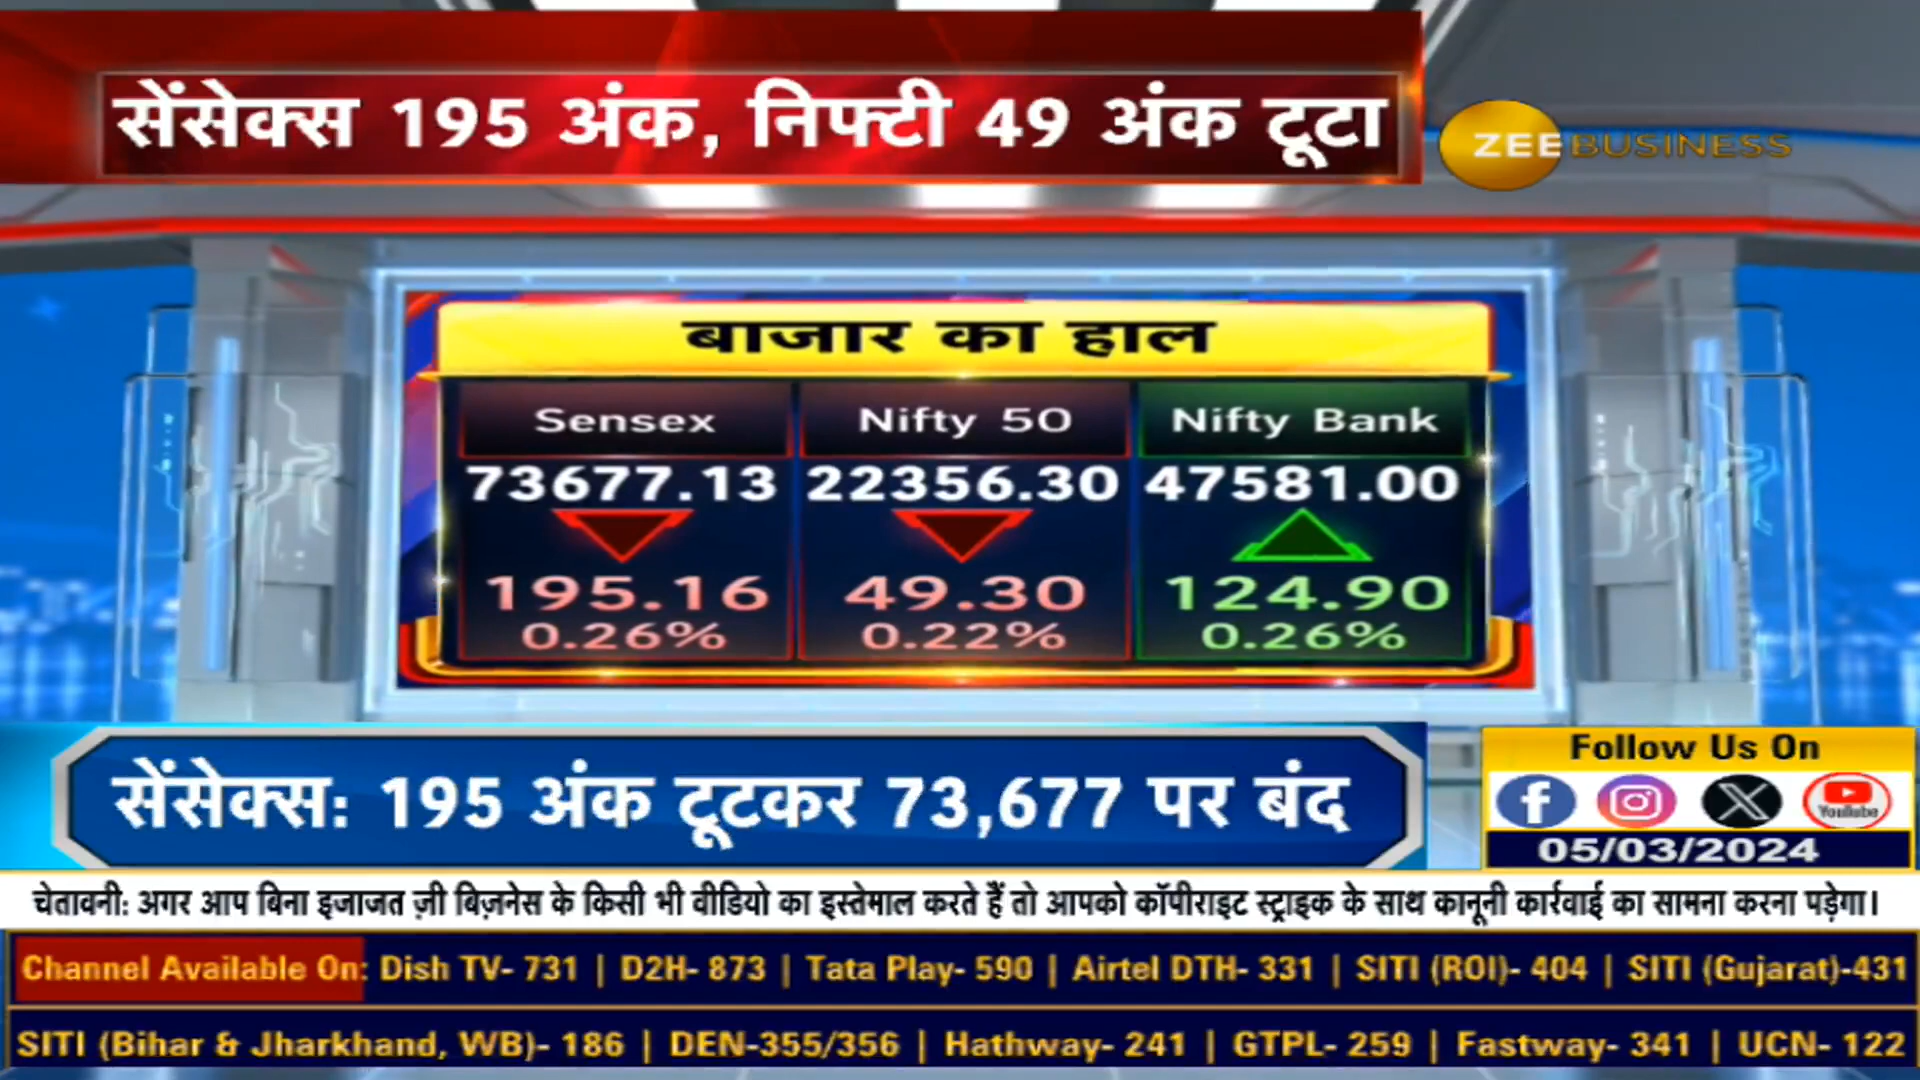 सेंसेक्स 195 अंक, निफ्टी 49 अंक टूटा
ZEE BUSINESS
बाजार का हाल
Sensex Nifty 50 Nifty Bank
73677.13 22356.30 47581.00
195.16 49.30 124.90
0.26% 0.22% 0.26%
सेंसेक्स: 195 अंक टूटकर 73,677 पर बंद
Follow Us On
YouTube
05/03/2024
चेतावनी: अगर आप बिना इजाजत ज़ी बिज़नेस के किसी भी वीडियो का इस्तेमाल करते हैं तो आपको कॉपीराइट स्ट्राइक के साथ कानूनी कार्रवाई का सामना करना पड़ेगा।
Channel Available On: Dish TV- 731 | D2H- 873 | Tata Play- 590 | Airtel DTH- 331 | SITI (ROI)- 404 | SITI (Gujarat)-431
SITI (Bihar & Jharkhand, WB)- 186 | DEN-355/356 | Hathway- 241 | GTPL- 259 | Fastway- 341 | UCN- 122